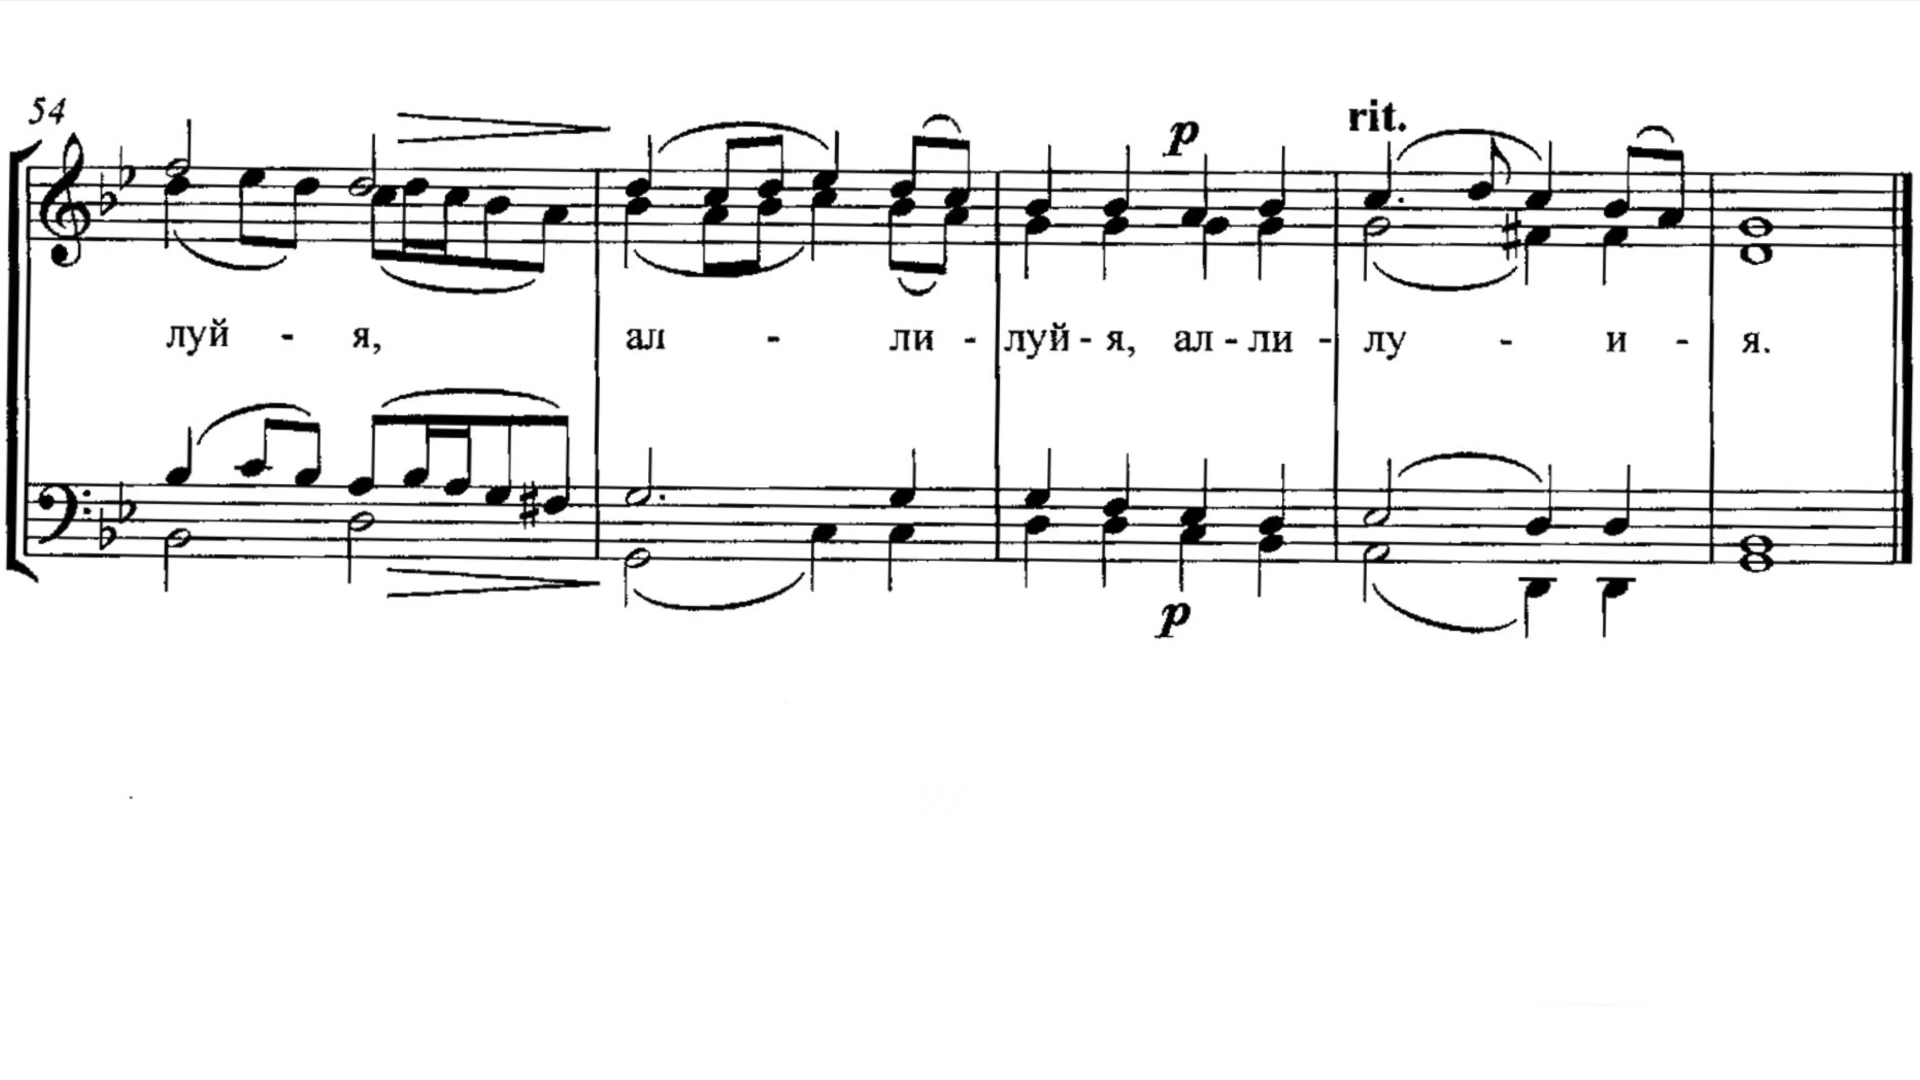 54
rit.
p
луй - я, ал - ли - луй - я, ал - ли - лу - и - я.
p